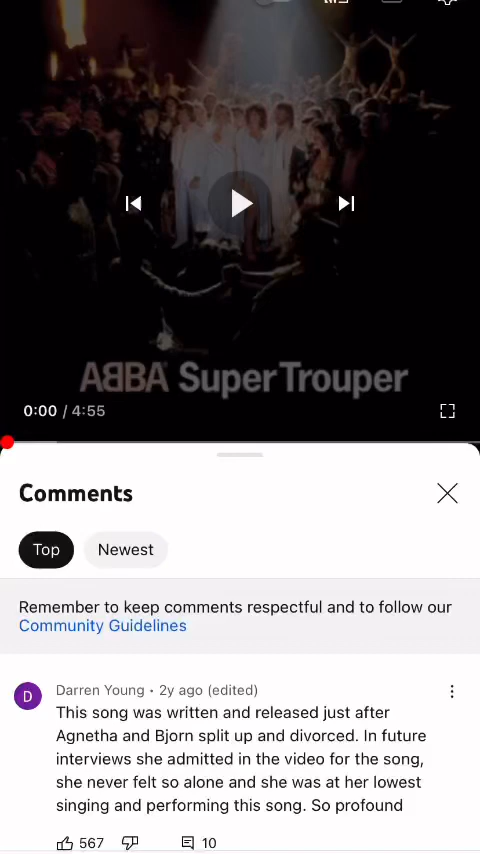 ABBA Super Trouper
0:00 / 4:55
Comments
Top
Newest
Remember to keep comments respectful and to follow our
Community Guidelines
D
Darren Young • 2y ago (edited)
This song was written and released just after
Agnetha and Bjorn split up and divorced. In future
interviews she admitted in the video for the song,
she never felt so alone and she was at her lowest
singing and performing this song. So profound
567
10